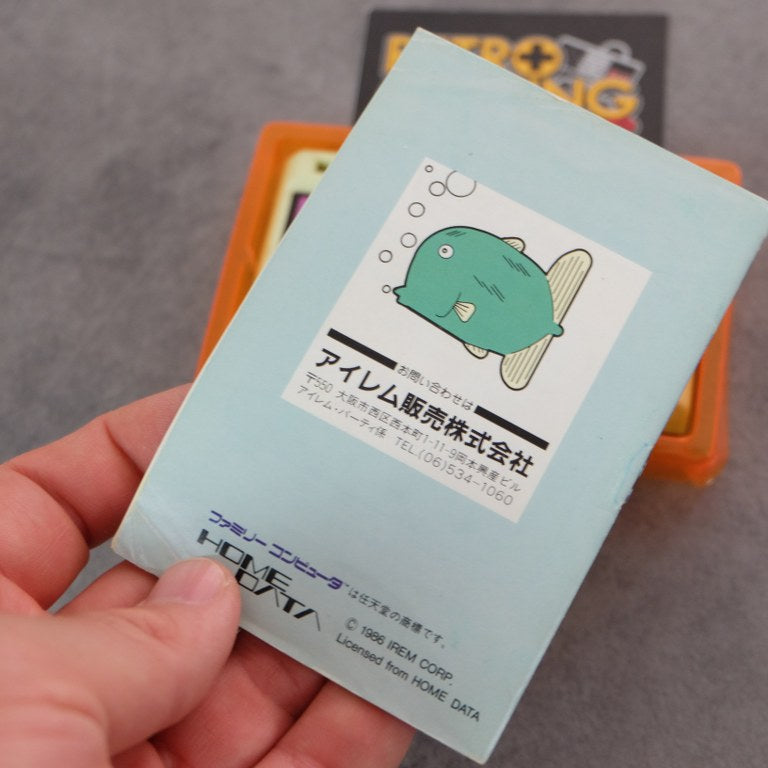 お問い合わせは
アイレム販売株式会社
〒550 大阪市西区西本町1-11-9岡本興産ビル
アイレム・パーティ係 TEL(06)534-1060
ファミリーコンピュータ™は任天堂の商標です。
HOME DATA
© 1986 IREM CORP.
Licensed from HOME DATA